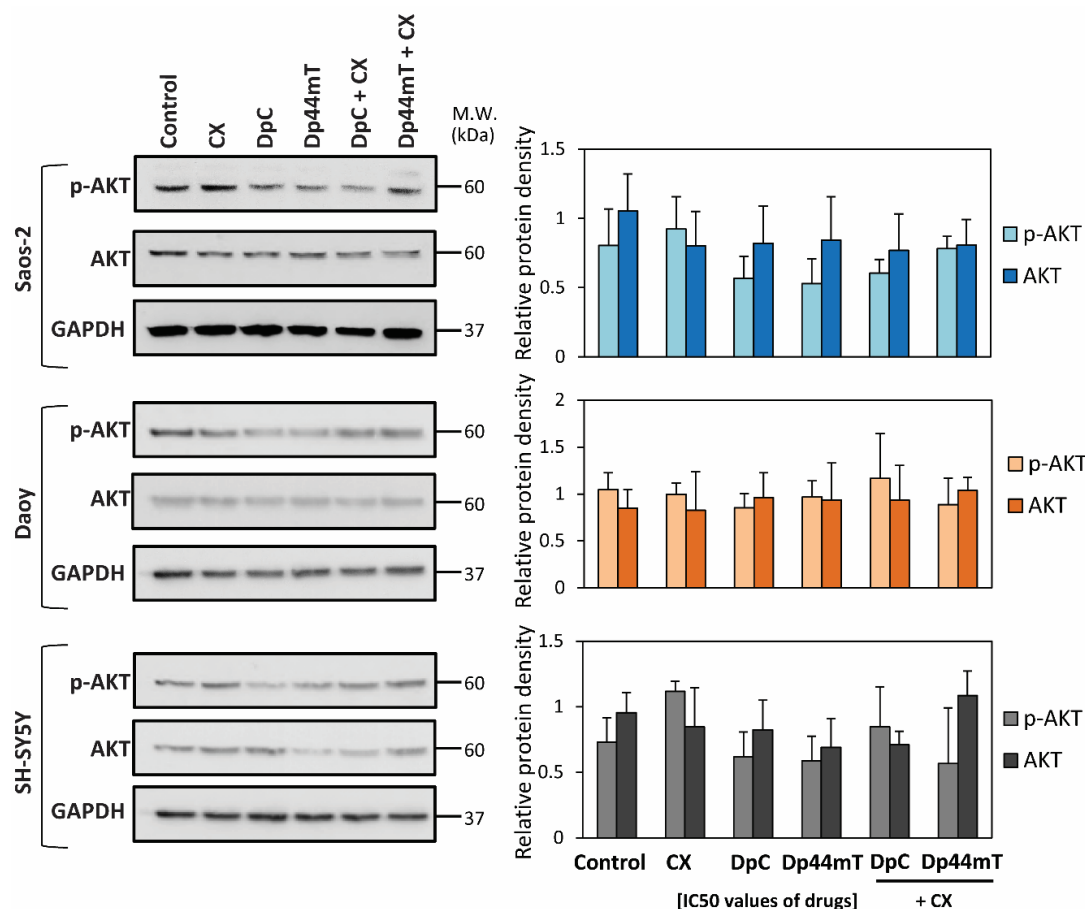 Control
CX
DpC
Dp44mT
DpC + CX
Dp44mT + CX
M.W.
(kDa)
Saos-2
p-AKT
60
AKT
60
GAPDH
37
Relative protein density
1.5
1
0.5
0
p-AKT
AKT
Daoy
p-AKT
60
AKT
60
GAPDH
37
Relative protein density
2
1.5
1
0.5
0
p-AKT
AKT
SH-SY5Y
p-AKT
60
AKT
60
GAPDH
37
Relative protein density
1.5
1
0.5
0
p-AKT
AKT
Control CX DpC Dp44mT DpC Dp44mT
[IC50 values of drugs] + CX